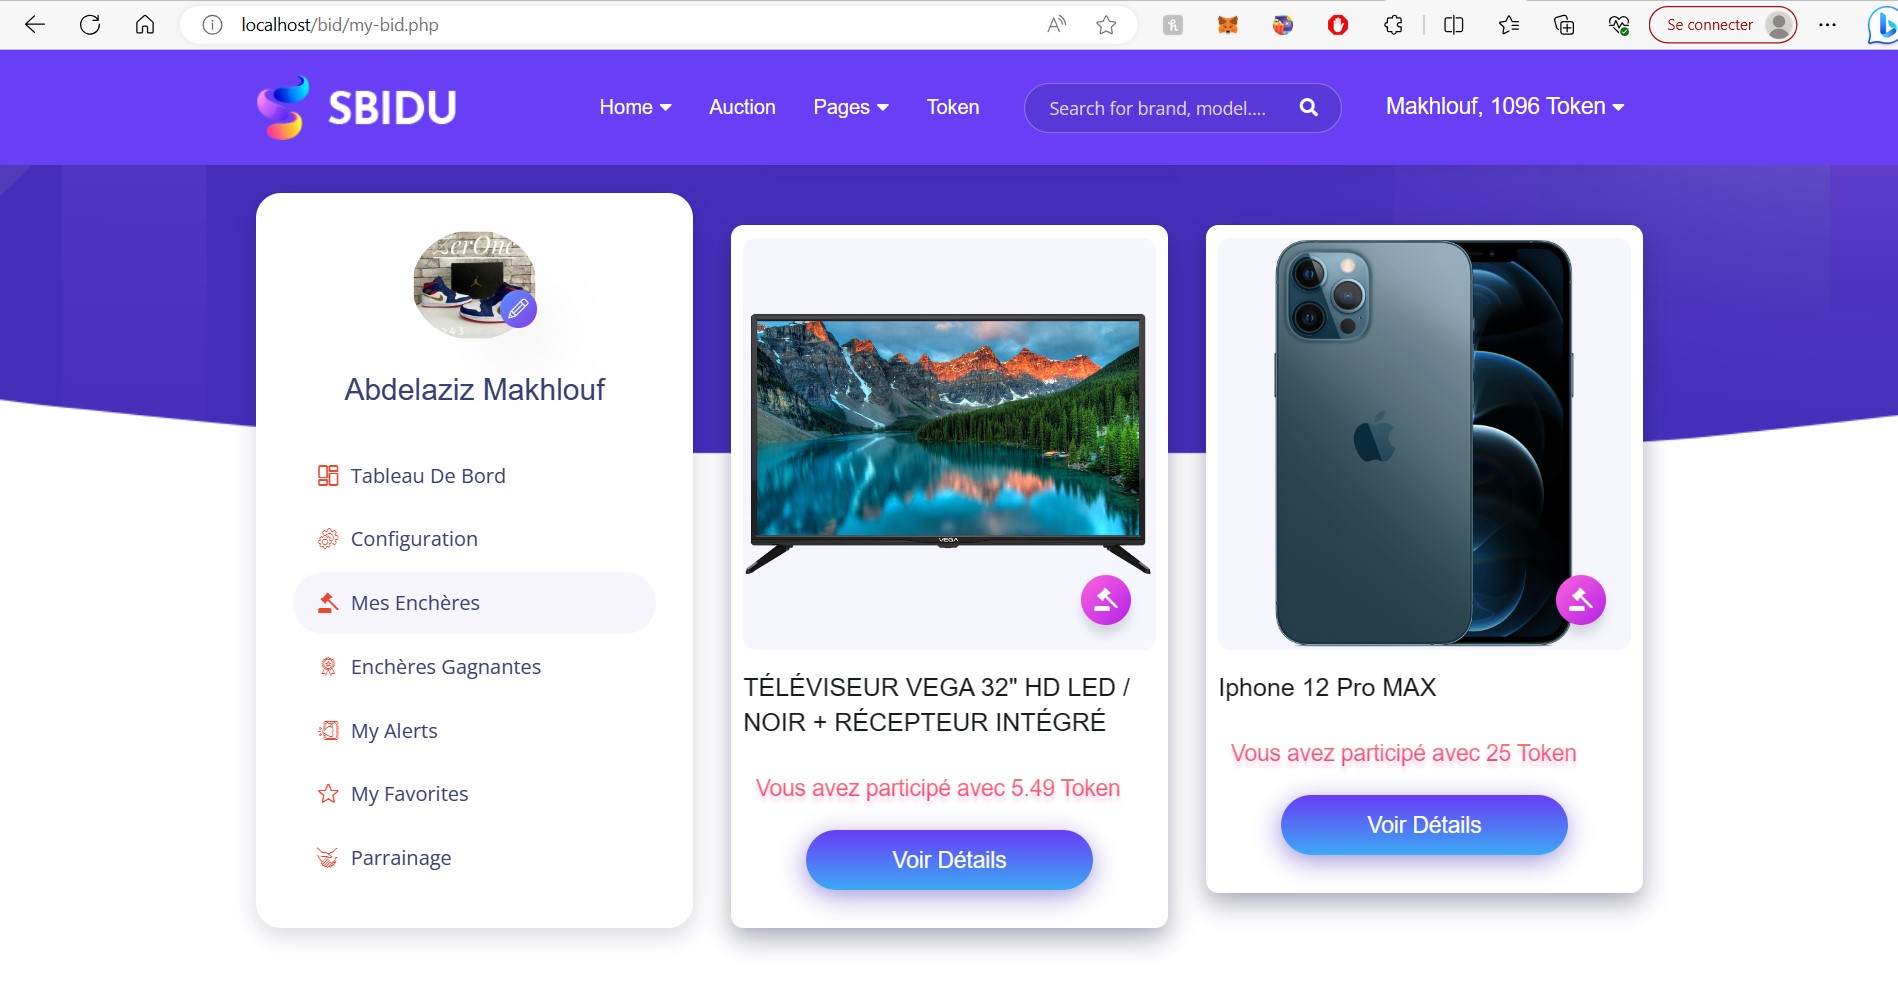 localhost/bid/my-bid.php
Se connecter
SBIDU
Home
Auction
Pages
Token
Search for brand, model....
Makhlouf, 1096 Token
243
Abdelaziz Makhlouf
Tableau De Bord
Configuration
Mes Enchères
Enchères Gagnantes
My Alerts
My Favorites
Parrainage
VEGA
TÉLÉVISEUR VEGA 32" HD LED /
NOIR + RÉCEPTEUR INTÉGRÉ
Vous avez participé avec 5.49 Token
Voir Détails
Iphone 12 Pro MAX
Vous avez participé avec 25 Token
Voir Détails